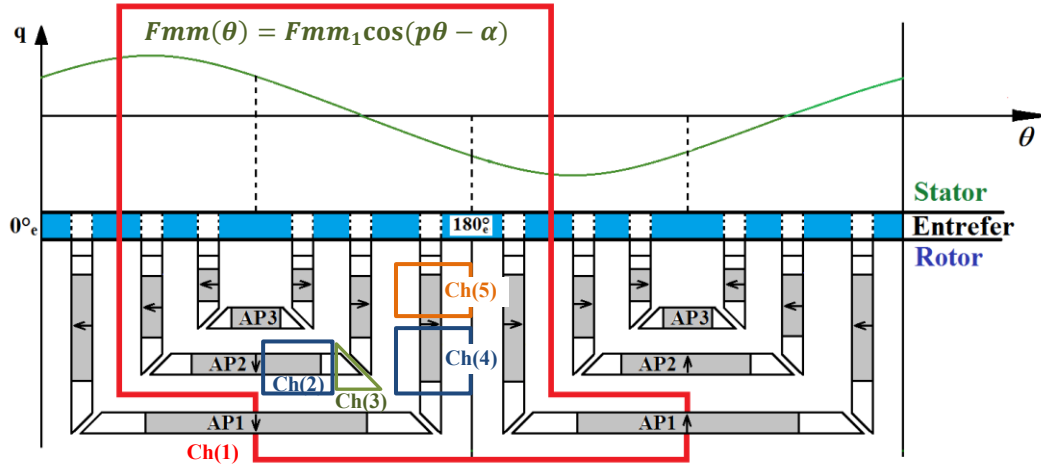 q
Fmm(θ) = Fmm₁cos(pθ − α)
θ
Stator
0°ₑ
180°ₑ
Entrefer
Rotor
Ch(5)
AP3
AP3
Ch(4)
AP2
AP2
Ch(2)
Ch(3)
AP1
AP1
Ch(1)